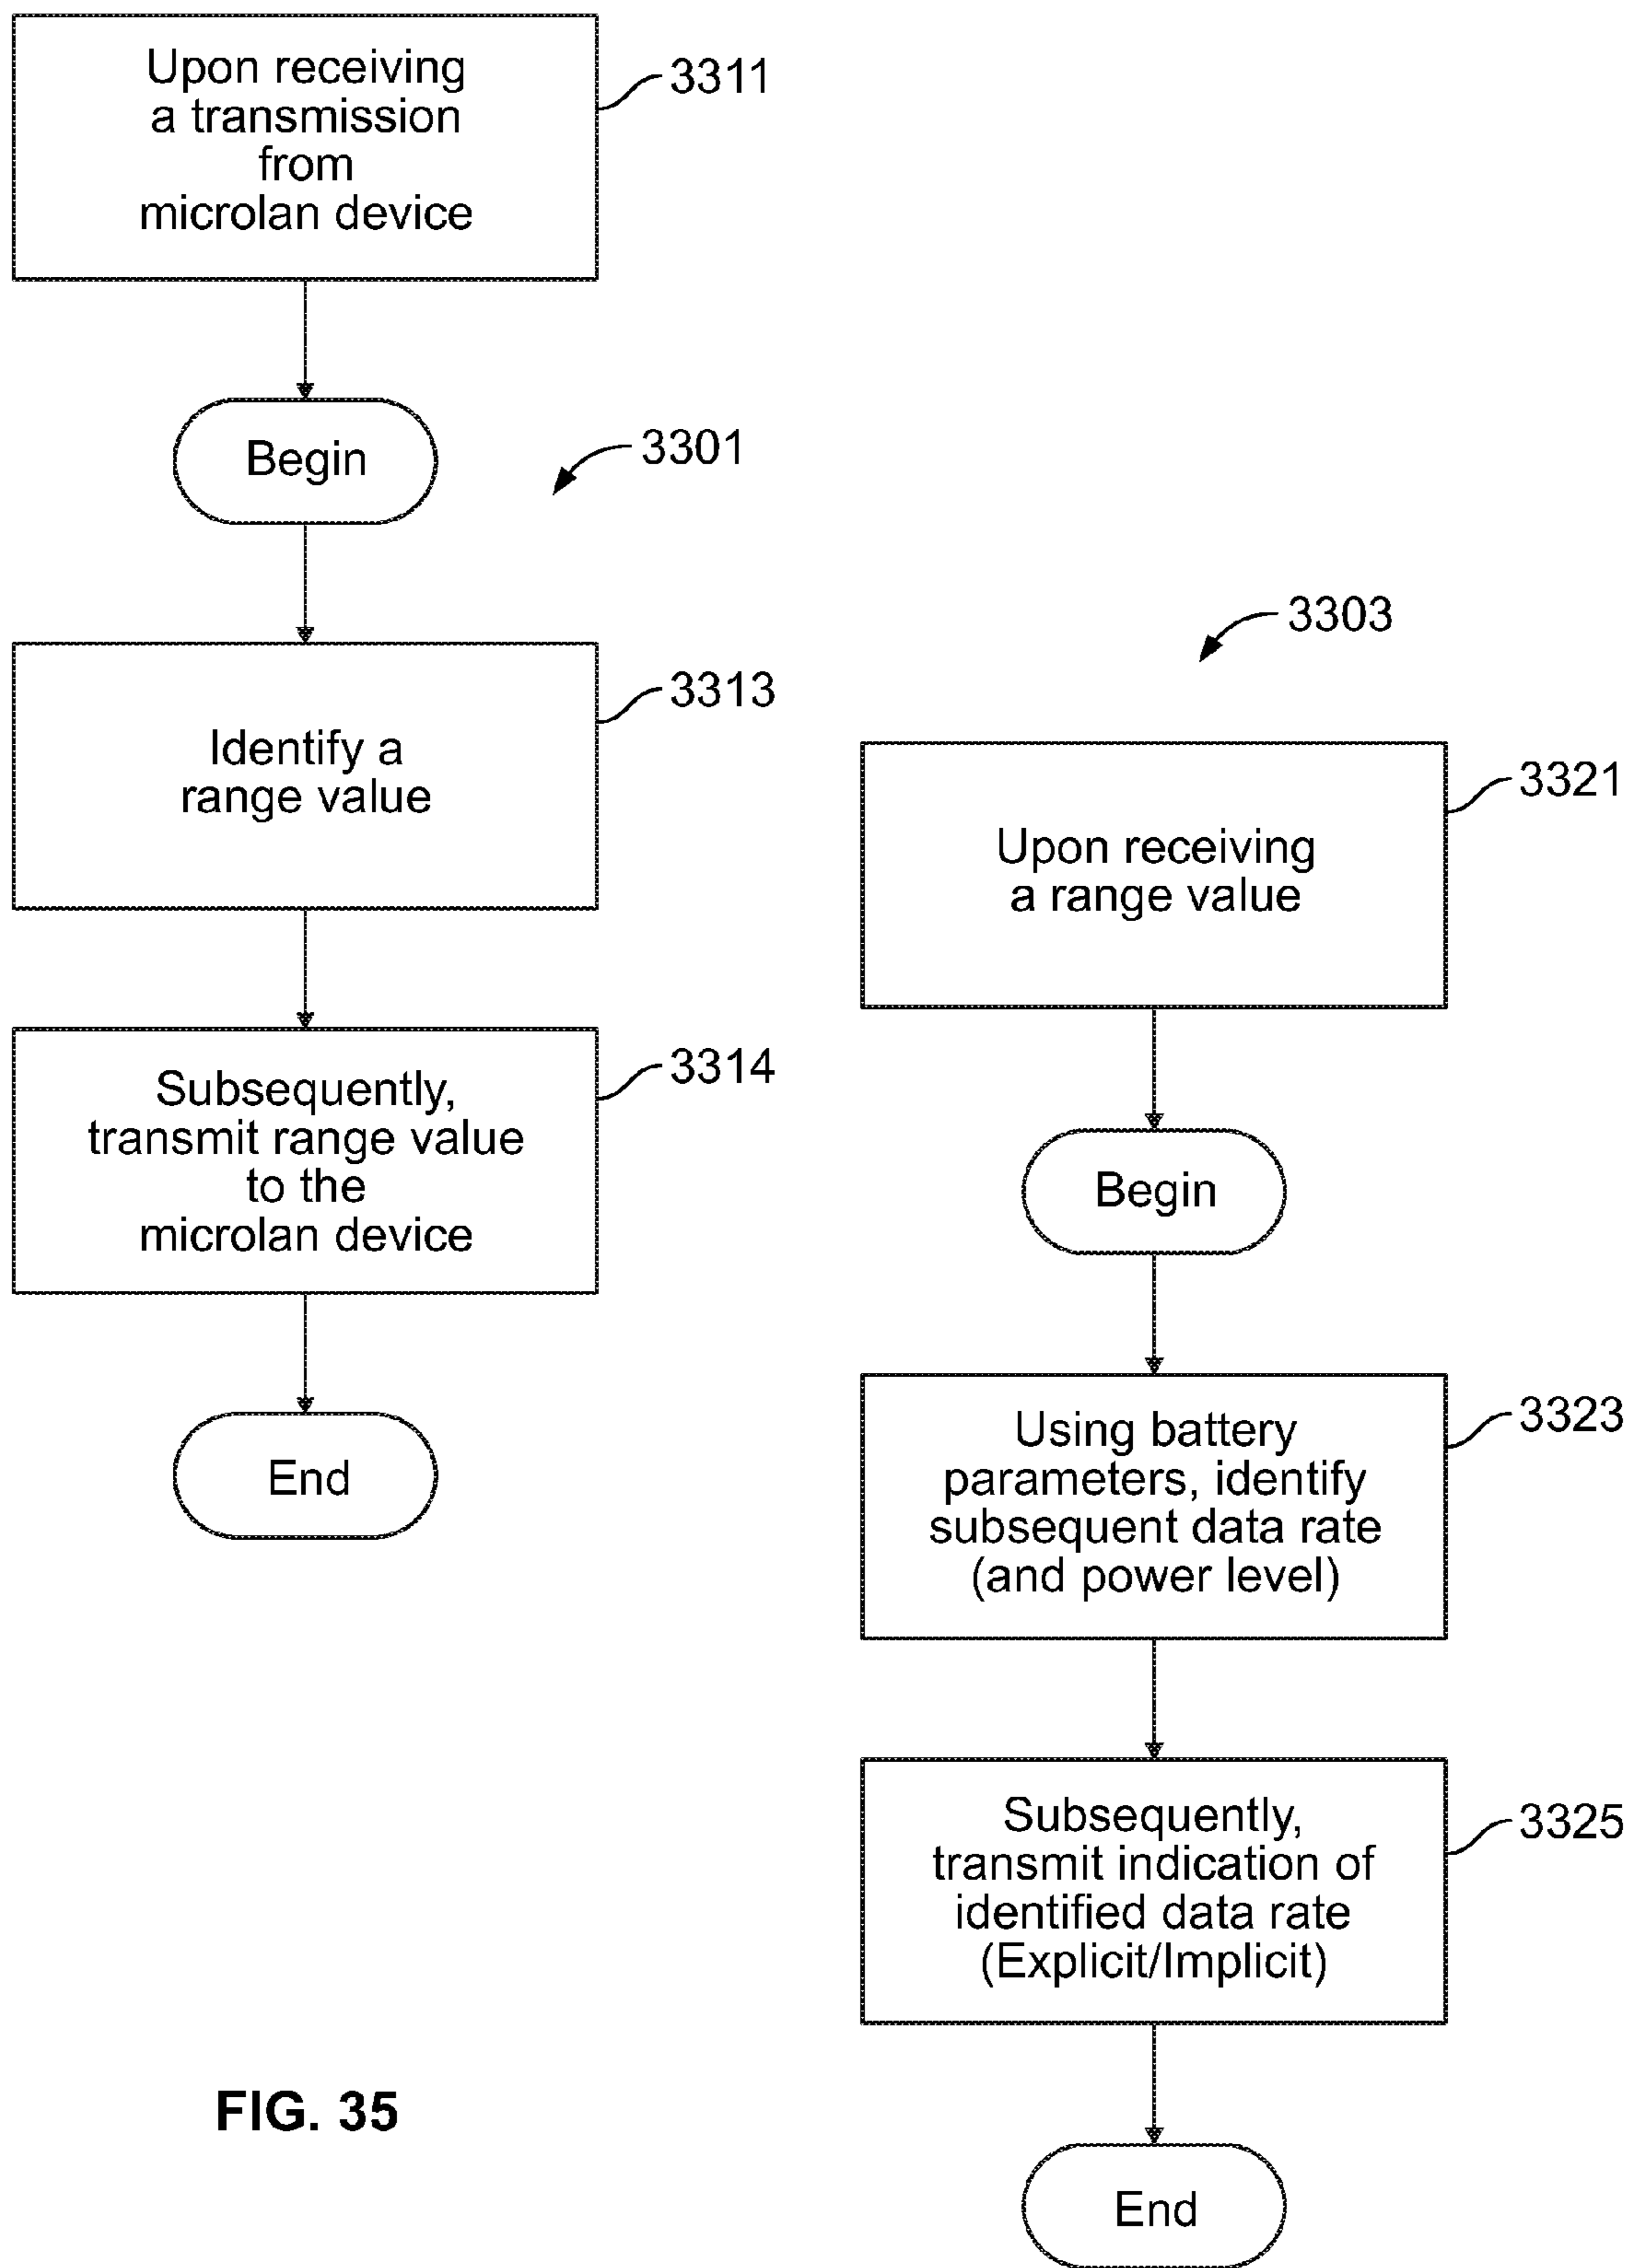 Upon receiving
a transmission
from
microlan device
3311
Begin
3301
Identify a
range value
3313
Subsequently,
transmit range value
to the
microlan device
3314
End
3303
Upon receiving
a range value
3321
Begin
Using battery
parameters, identify
subsequent data rate
(and power level)
3323
Subsequently,
transmit indication of
identified data rate
(Explicit/Implicit)
3325
End
FIG. 35